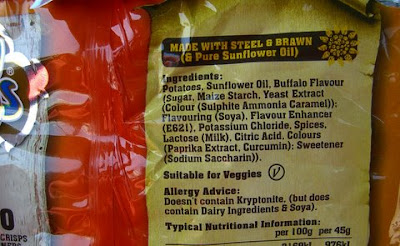 MADE WITH STEEL & BRAWN
(& Pure Sunflower Oil)
Ingredients:
Potatoes, Sunflower Oil, Buffalo Flavour
(Sugar, Maize Starch, Yeast Extract
(Colour (Sulphite Ammonia Caramel)):
Flavouring (Soya), Flavour Enhancer
(E621), Potassium Chloride, Spices,
Lactose (Milk), Citric Acid, Colours
(Paprika Extract, Curcumin): Sweetener
(Sodium Saccharin)).
Suitable for Veggies V
Allergy Advice:
Doesn't contain Kryptonite, (but does
contain Dairy Ingredients & Soya).
Typical Nutritional Information:
per 100g per 45g
CRISPS